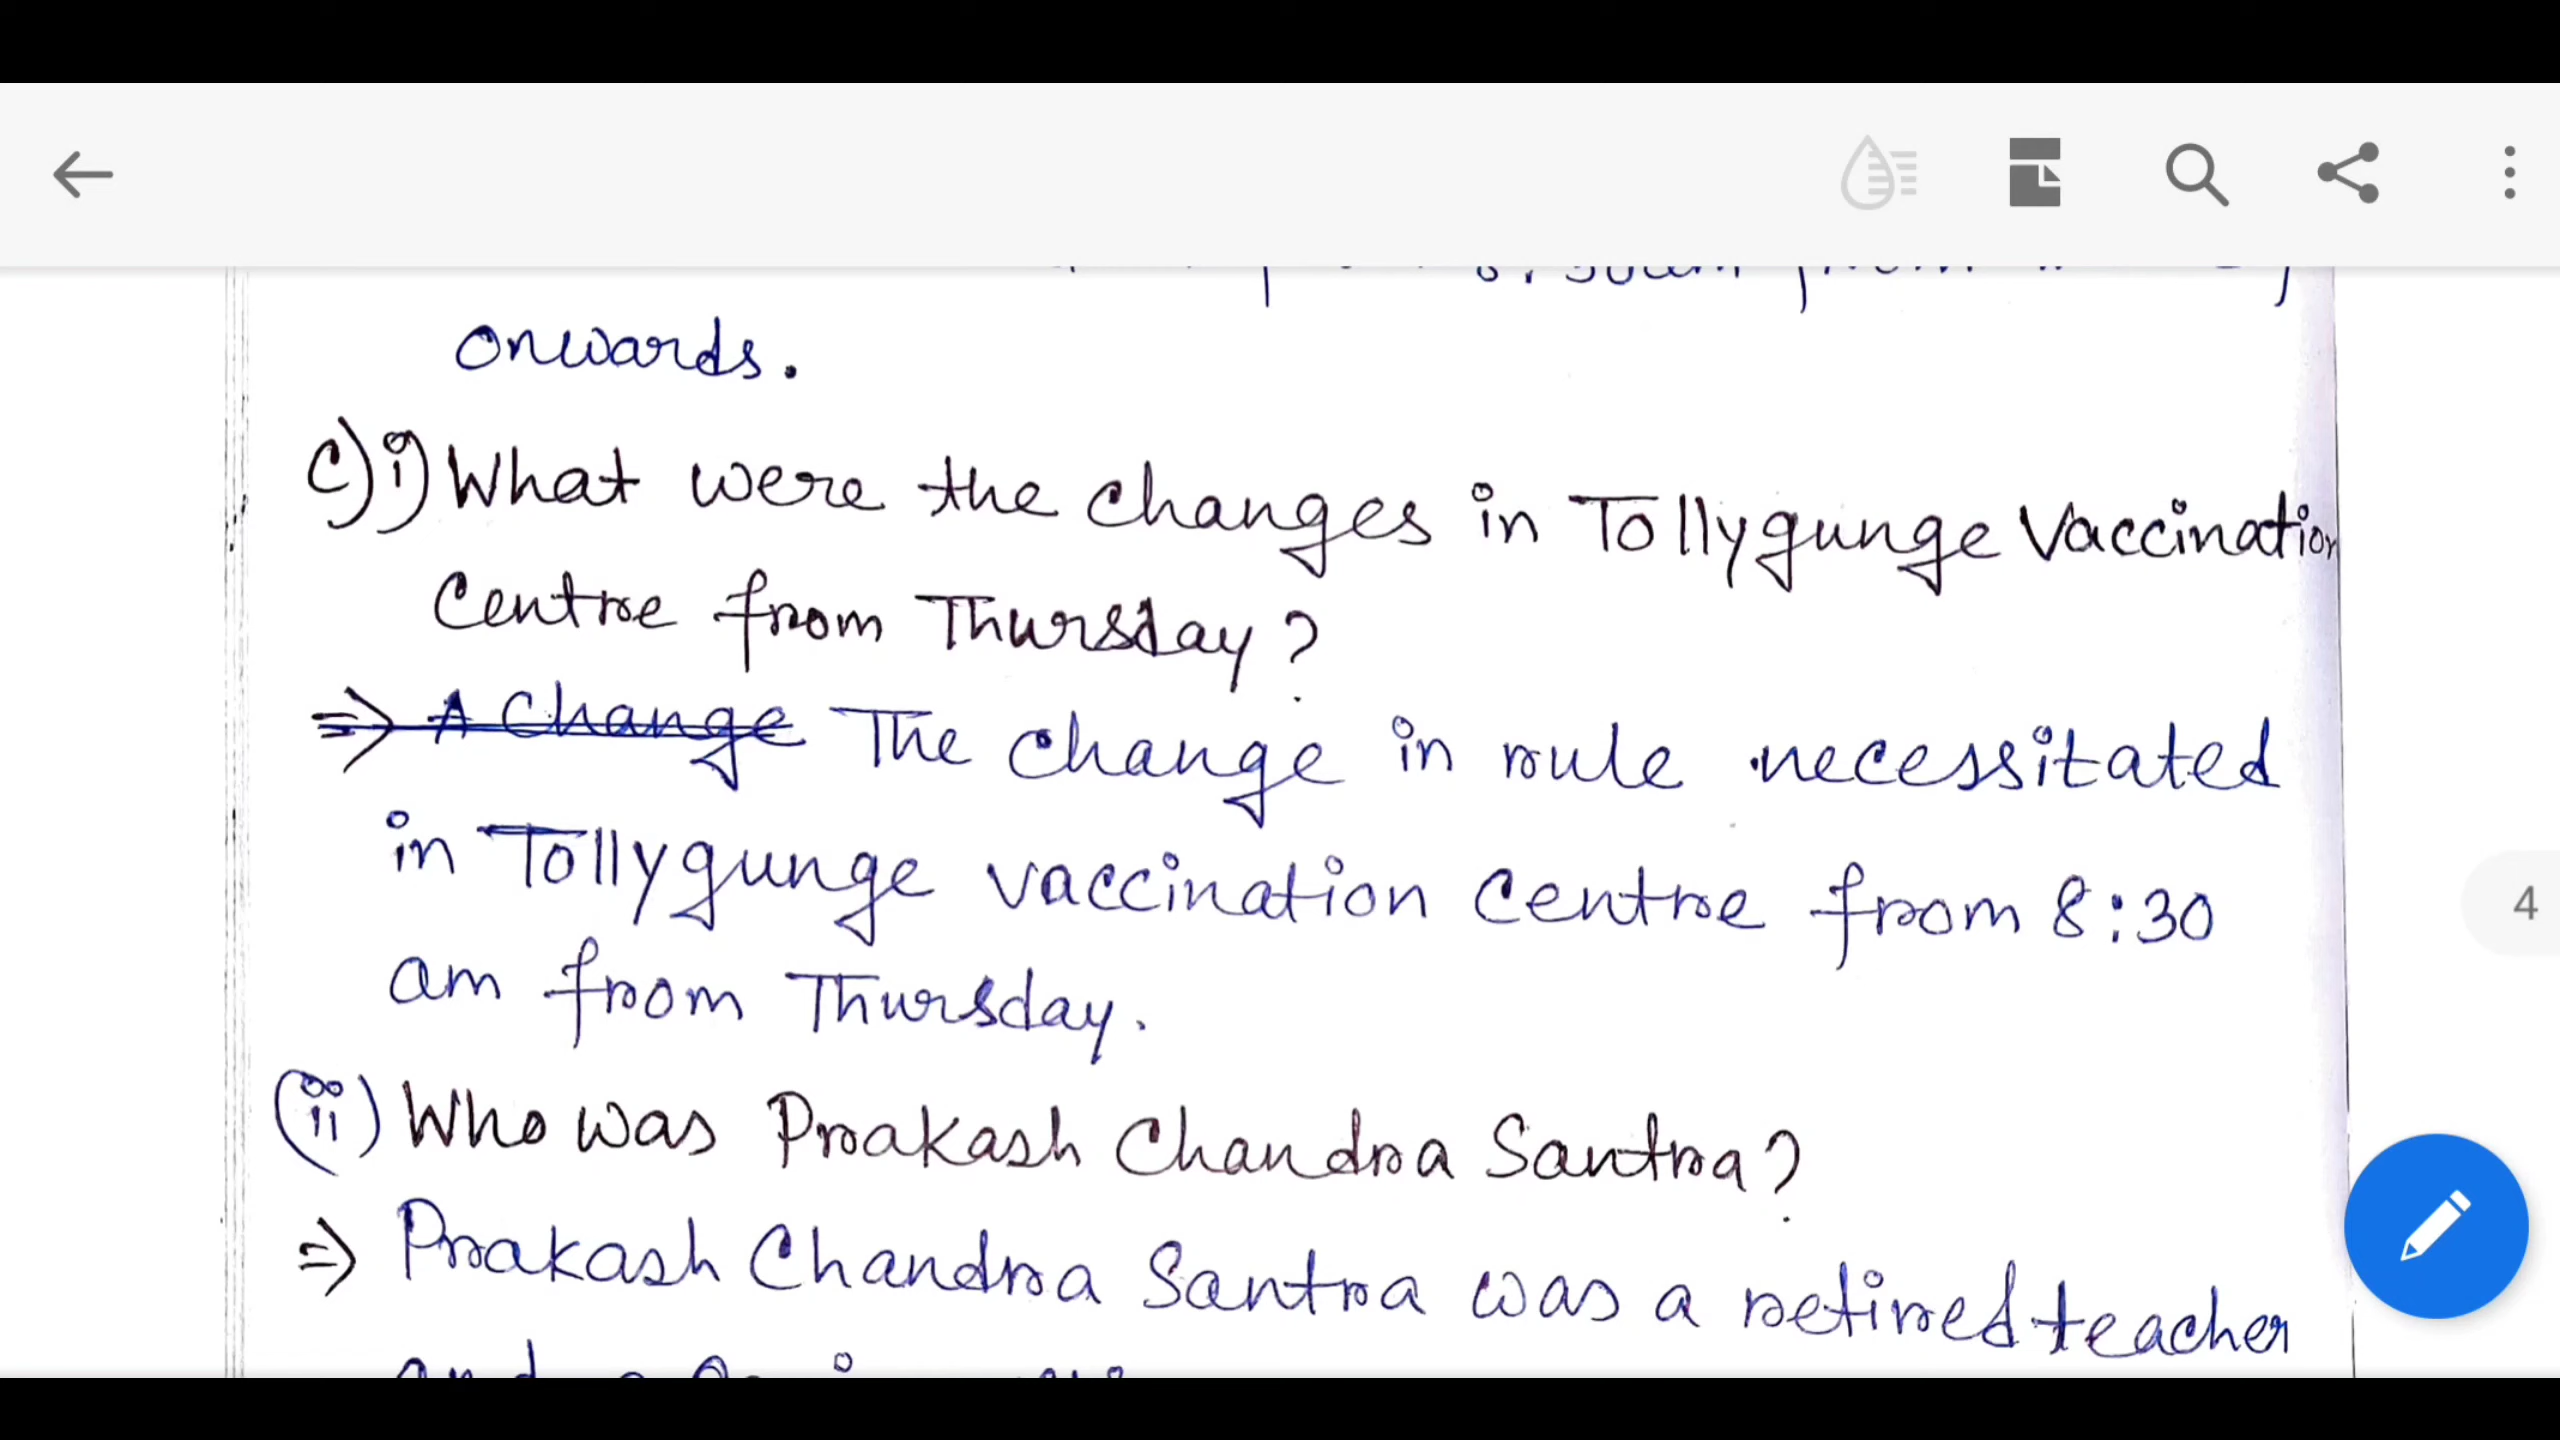 onwards.
C) i) What were the changes in Tollygunge Vaccination
Centre from Thursday?
⇒ A Change The change in rule necessitated
in Tollygunge vaccination centre from 8:30
am from Thursday.
(ii) Who was Prakash Chandra Santra?
⇒ Prakash Chandra Santra was a retired teacher
4